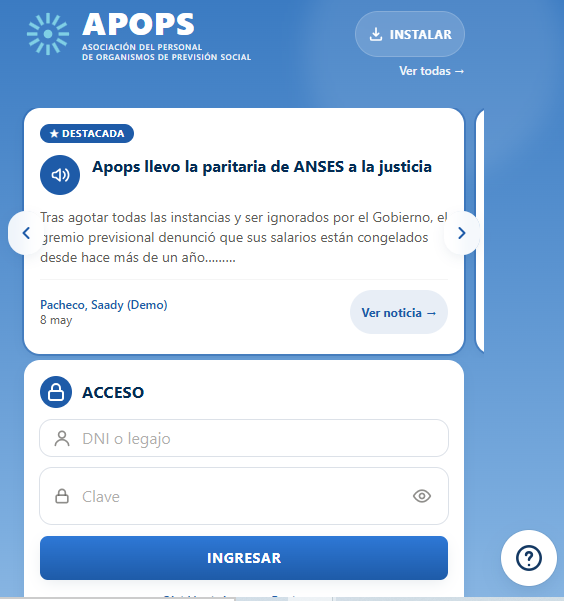 APOPS
ASOCIACIÓN DEL PERSONAL
DE ORGANISMOS DE PREVISIÓN SOCIAL
INSTALAR
Ver todas →
★ DESTACADA
Apops llevo la paritaria de ANSES a la justicia
Tras agotar todas las instancias y ser ignorados por el Gobierno, el
gremio previsional denunció que sus salarios están congelados
desde hace más de un año.........
Pacheco, Saady (Demo)
8 may
Ver noticia →
ACCESO
DNI o legajo
Clave
INGRESAR